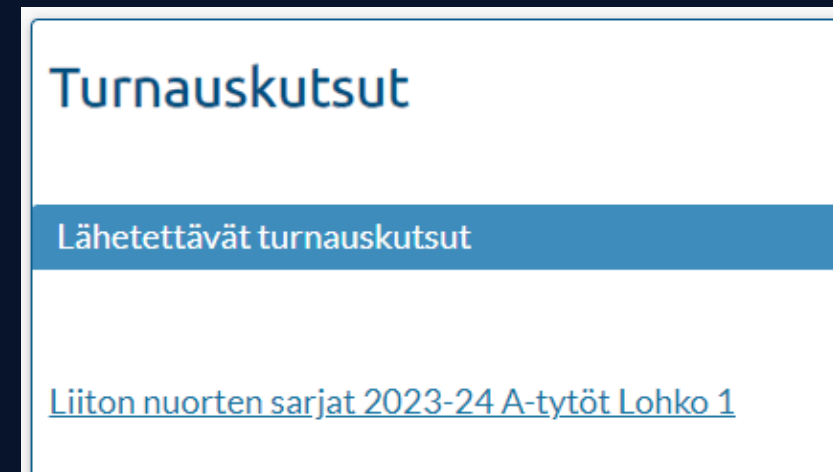 Turnauskutsut
Lähetettävät turnauskutsut
Liiton nuorten sarjat 2023-24 A-tytöt Lohko 1